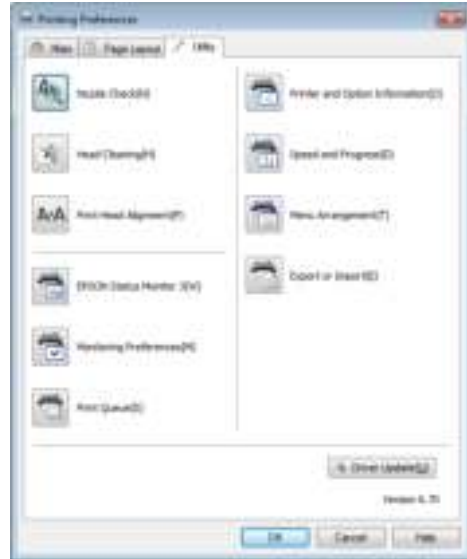 Printing Preferences
Main
Page Layout
Utility
Nozzle Check(N)
Head Cleaning(H)
Print Head Alignment(P)
EPSON Status Monitor 3(W)
Monitoring Preferences(M)
Print Queue(S)
Printer and Option Information(O)
Speed and Progress(D)
Menu Arrangement(T)
Export or Import(E)
Driver Update(U)
OK
Cancel
Help